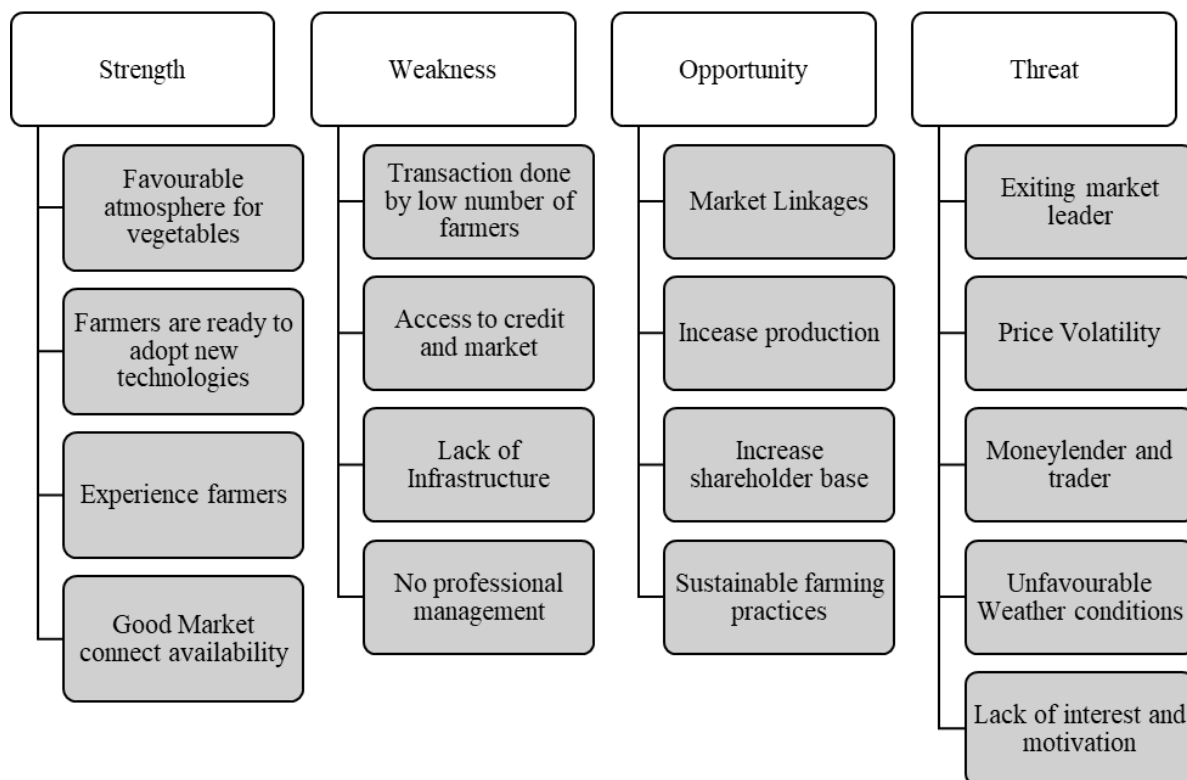 Strength
Favourable
atmosphere for
vegetables
Farmers are ready to
adopt new
technologies
Experience farmers
Good Market
connect availability
Weakness
Transaction done
by low number of
farmers
Access to credit
and market
Lack of
Infrastructure
No professional
management
Opportunity
Market Linkages
Incease production
Increase
shareholder base
Sustainable farming
practices
Threat
Exiting market
leader
Price Volatility
Moneylender and
trader
Unfavourable
Weather conditions
Lack of interest and
motivation